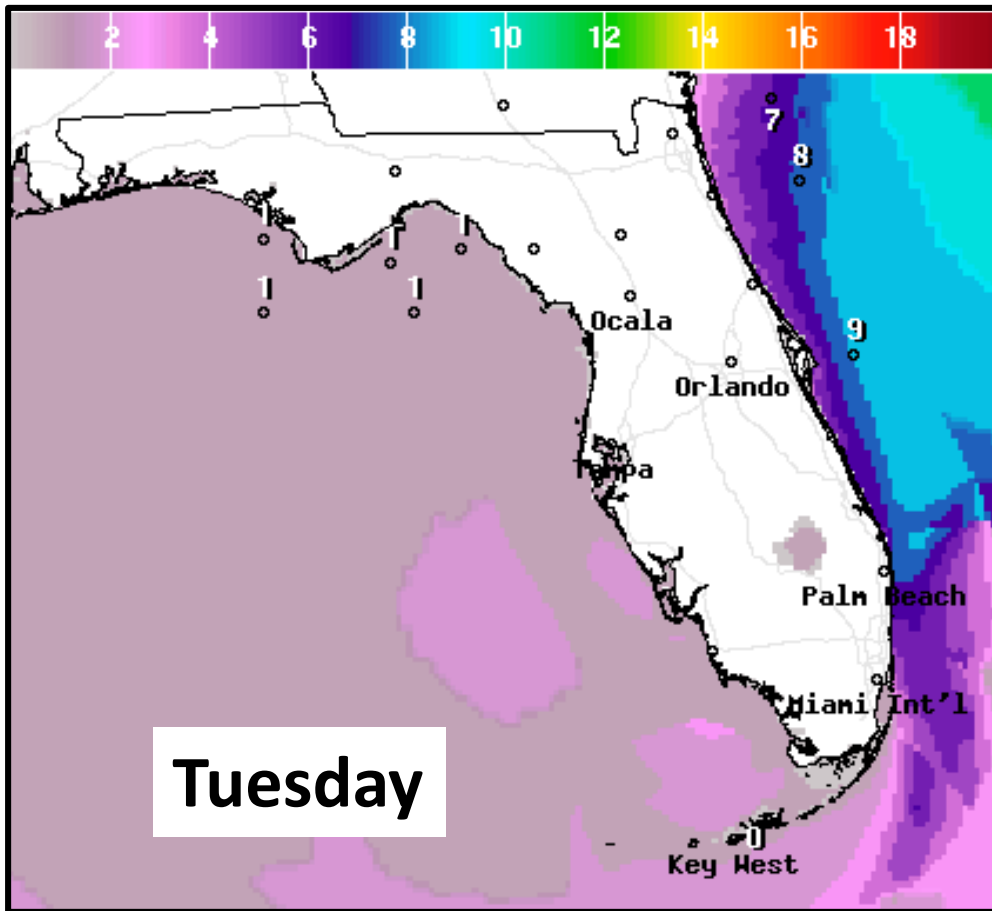 2 4 6 8 10 12 14 16 18
7
8
1
1 1
1 1
Ocala
9
Orlando
Tampa
Palm Beach
Miami Int'l
Tuesday
0
Key West